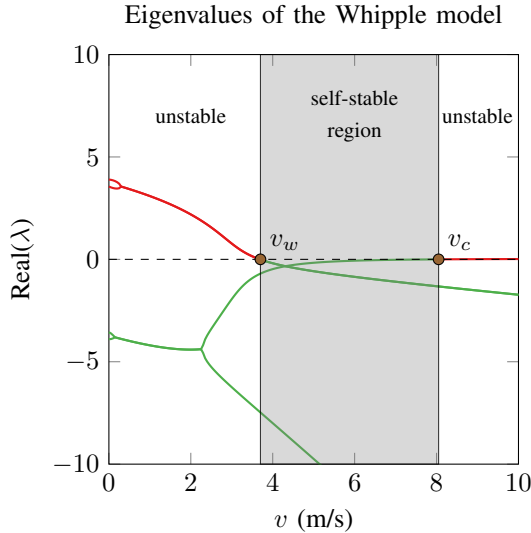 Eigenvalues of the Whipple model
10
unstable
self-stable
region
unstable
5
v_w
v_c
0
−5
−10
0
2
4
6
8
10
Real(λ)
v (m/s)